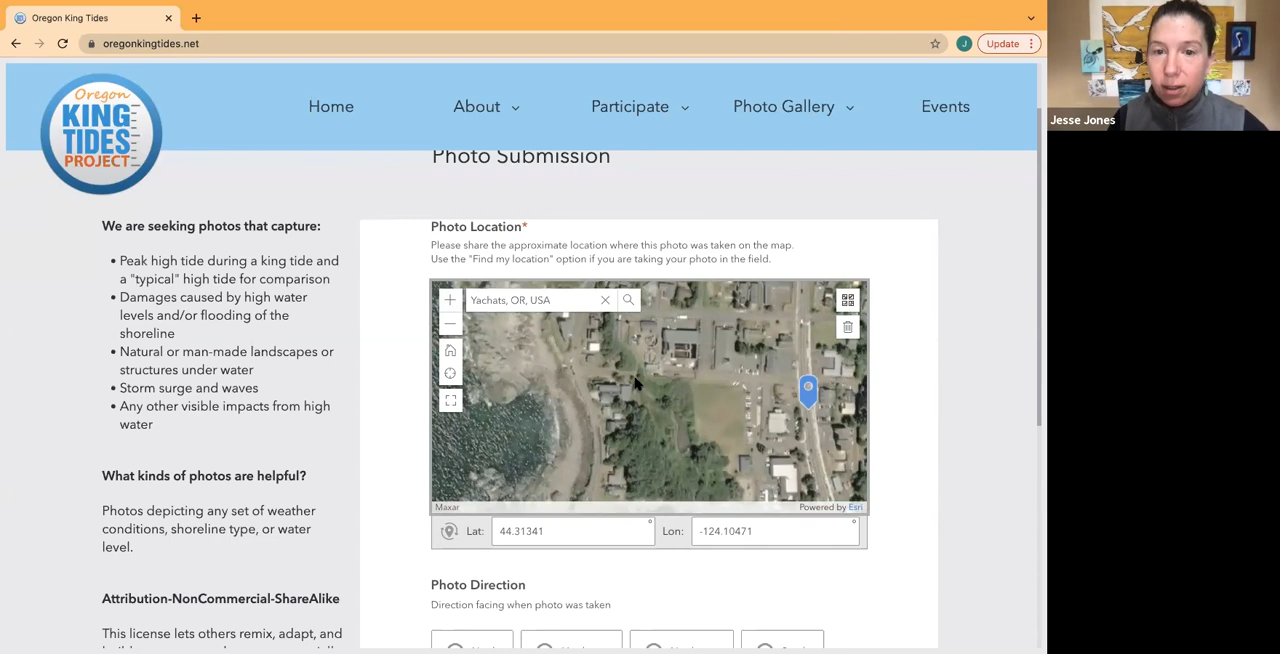 Oregon King Tides
oregonkingtides.net
J
Update
Oregon
KING
TIDES
PROJECT
Home
About
Participate
Photo Gallery
Events
Jesse Jones
Photo Submission
We are seeking photos that capture:
• Peak high tide during a king tide and
a "typical" high tide for comparison
• Damages caused by high water
levels and/or flooding of the
shoreline
• Natural or man-made landscapes or
structures under water
• Storm surge and waves
• Any other visible impacts from high
water
What kinds of photos are helpful?
Photos depicting any set of weather
conditions, shoreline type, or water
level.
Attribution-NonCommercial-ShareAlike
This license lets others remix, adapt, and
Photo Location*
Please share the approximate location where this photo was taken on the map.
Use the "Find my location" option if you are taking your photo in the field.
Yachats, OR, USA
Maxar
Powered by Esri
Lat: 44.31341 °
Lon: -124.10471 °
Photo Direction
Direction facing when photo was taken